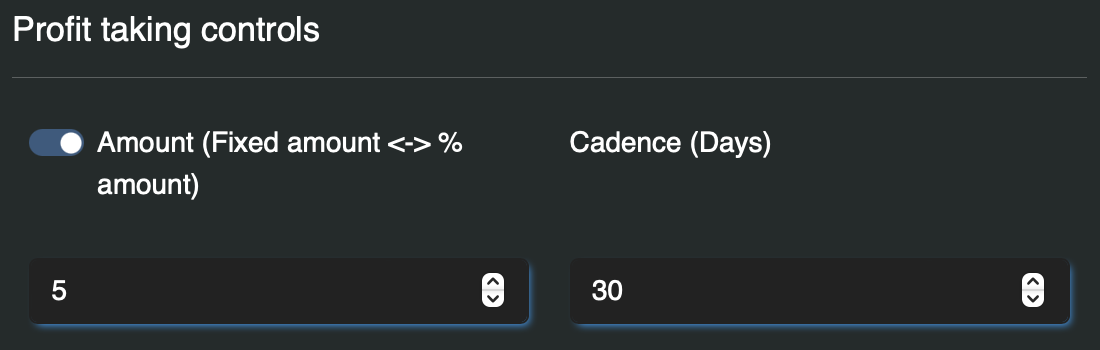 Profit taking controls
Amount (Fixed amount <-> %
amount)
Cadence (Days)
5
30